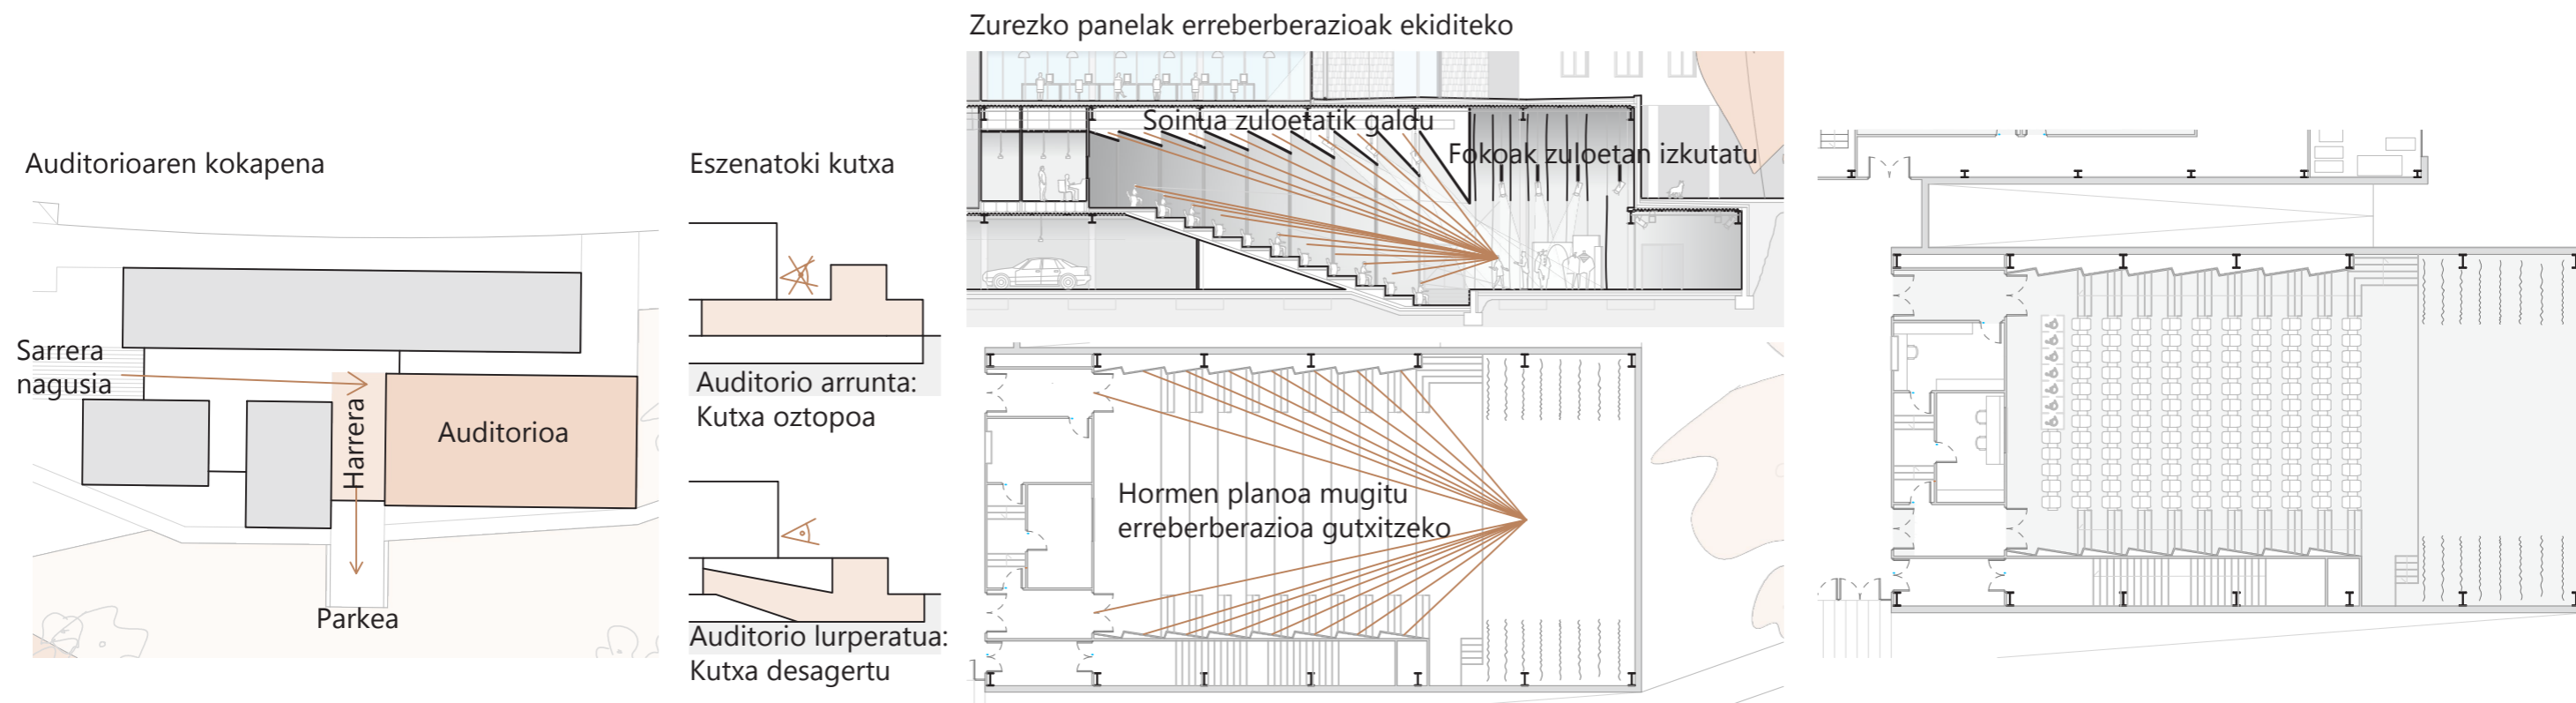 Zurezko panelak erreberberazioak ekiditeko
Soinua zuloetatik galdu
Fokoak zuloetan izkutatu
Auditorioaren kokapena
Eszenatoki kutxa
Sarrera
nagusia
Harrera
Auditorioa
Parkea
Auditorio arrunta:
Kutxa oztopoa
Auditorio lurperatua:
Kutxa desagertu
Hormen planoa mugitu
erreberberazioa gutxitzeko